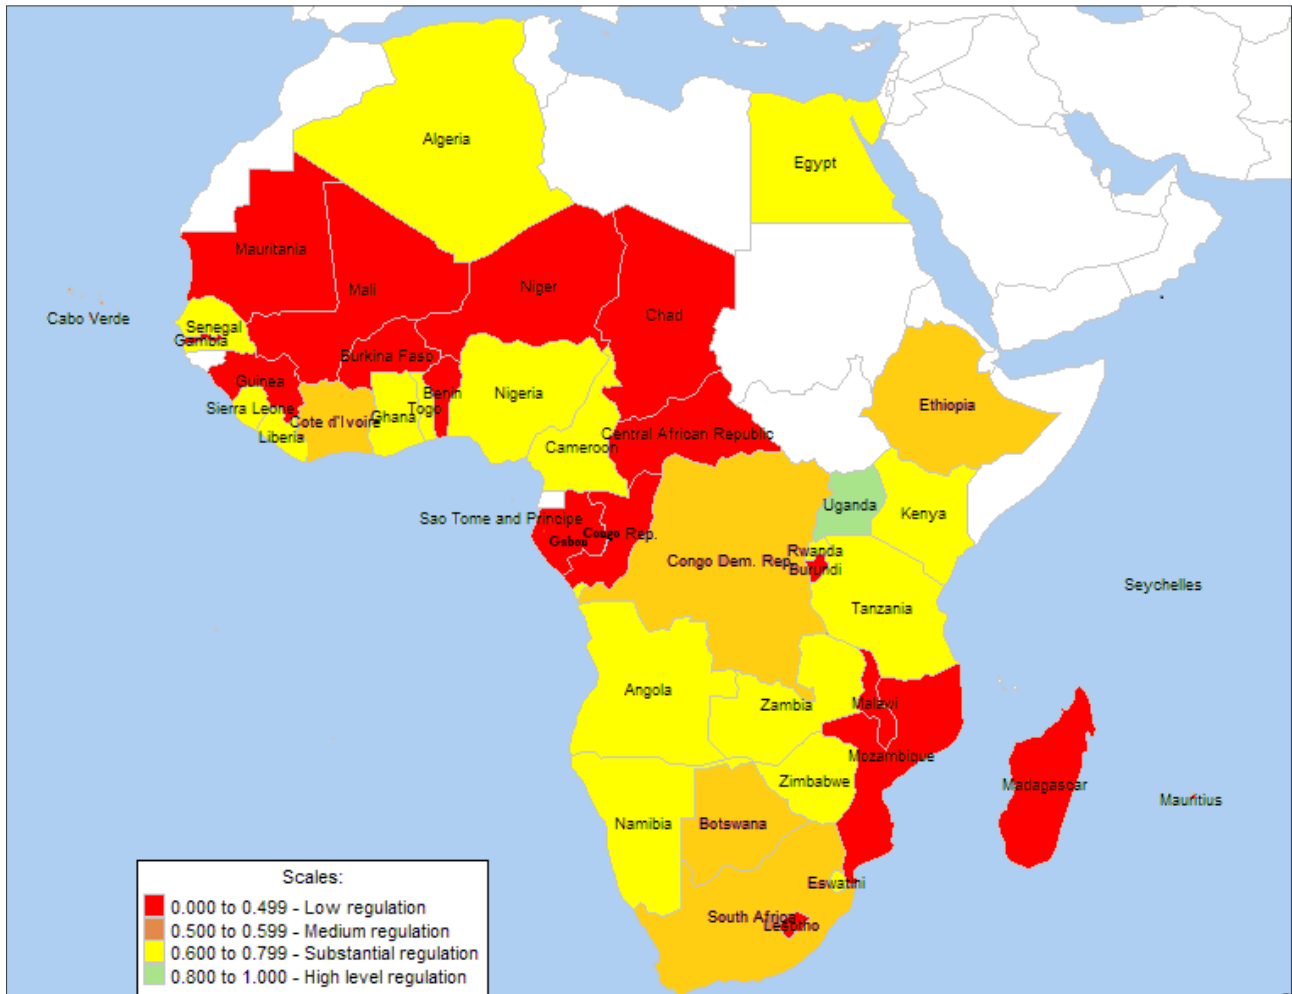 Algeria
Egypt
Mauritania
Mali
Niger
Chad
Cabo Verde
Senegal
Gambia
Burkina Faso
Guinea
Benin
Nigeria
Ethiopia
Sierra Leone
Cote d'Ivoire
Ghana
Togo
Liberia
Central African Republic
Cameroon
Uganda
Kenya
Sao Tome and Principe
Gabon
Congo Rep.
Congo Dem. Rep.
Rwanda
Burundi
Seychelles
Tanzania
Angola
Zambia
Malawi
Mozambique
Zimbabwe
Madagascar
Mauritius
Namibia
Botswana
Eswatini
South Africa
Lesotho
Scales:
0.000 to 0.499 - Low regulation
0.500 to 0.599 - Medium regulation
0.600 to 0.799 - Substantial regulation
0.800 to 1.000 - High level regulation